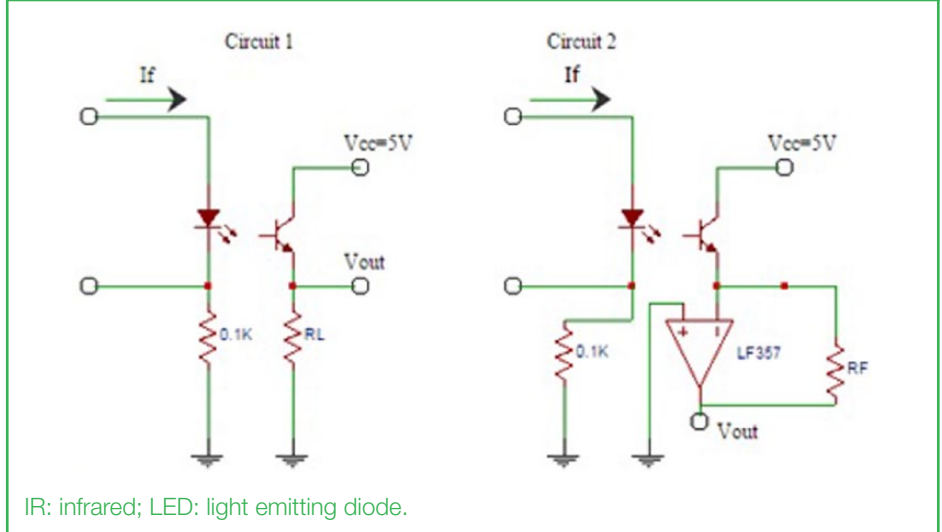 Circuit 1
If
Vcc=5V
Vout
0.1K
RL
Circuit 2
If
Vcc=5V
0.1K
+
-
LF357
RF
Vout
IR: infrared; LED: light emitting diode.